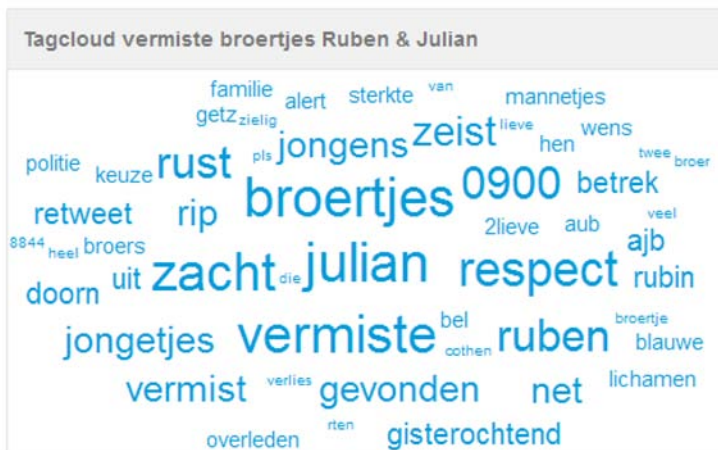 Tagcloud vermiste broertjes Ruben & Julian
familie alert sterkte van mannetjes
getz zielig jongens zeist lieve hen wens
politie keuze rust pls broertjes 0900 betrek twee broer
retweet rip 2lieve aub veel
8844 heel broers uit zacht die julian respect ajb rubin
doorn
jongetjes vermiste bel cothen ruben broertje blauwe
vermist verlies gevonden net lichamen
overleden rten gisterochtend